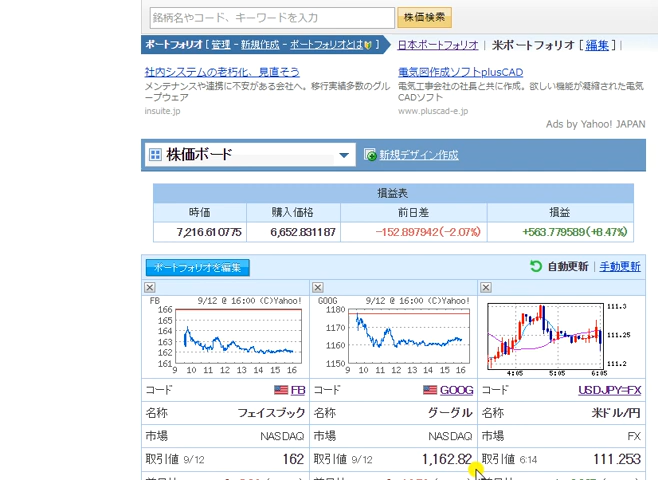 銘柄名やコード、キーワードを入力 株価検索
ポートフォリオ [ 管理 - 新規作成 - ポートフォリオとは ] 日本ポートフォリオ | 米ポートフォリオ [ 編集 ] |
社内システムの老朽化、見直そう 電気図作成ソフトplusCAD
メンテナンスや連携に不安がある会社へ。移行実績多数のグループウェア
insuite.jp
電気工事会社の社長と共に作成。欲しい機能が凝縮された電気CADソフト
www.pluscad-e.jp
Ads by Yahoo! JAPAN
株価ボード 新規デザイン作成
損益表
時価 購入価格 前日差 損益
7,216.610775 6,652.831187 -152.897942(-2.07%) +563.779589(+8.47%)
ポートフォリオを編集 自動更新 | 手動更新
FB 9/12 @ 16:00 (C)Yahoo!
166
165
164
163
162
161
9 10 11 12 13 14 15 16
GOOG 9/12 @ 16:00 (C)Yahoo!
1180
1170
1160
1150
9 10 11 12 13 14 15 16
111.3
111.25
111.2
4:05 5:05 6:05
コード FB コード GOOG コード USDJPY=FX
名称 フェイスブック 名称 グーグル 名称 米ドル/円
市場 NASDAQ 市場 NASDAQ 市場 FX
取引値 9/12 162 取引値 9/12 1,162.82 取引値 6:14 111.253